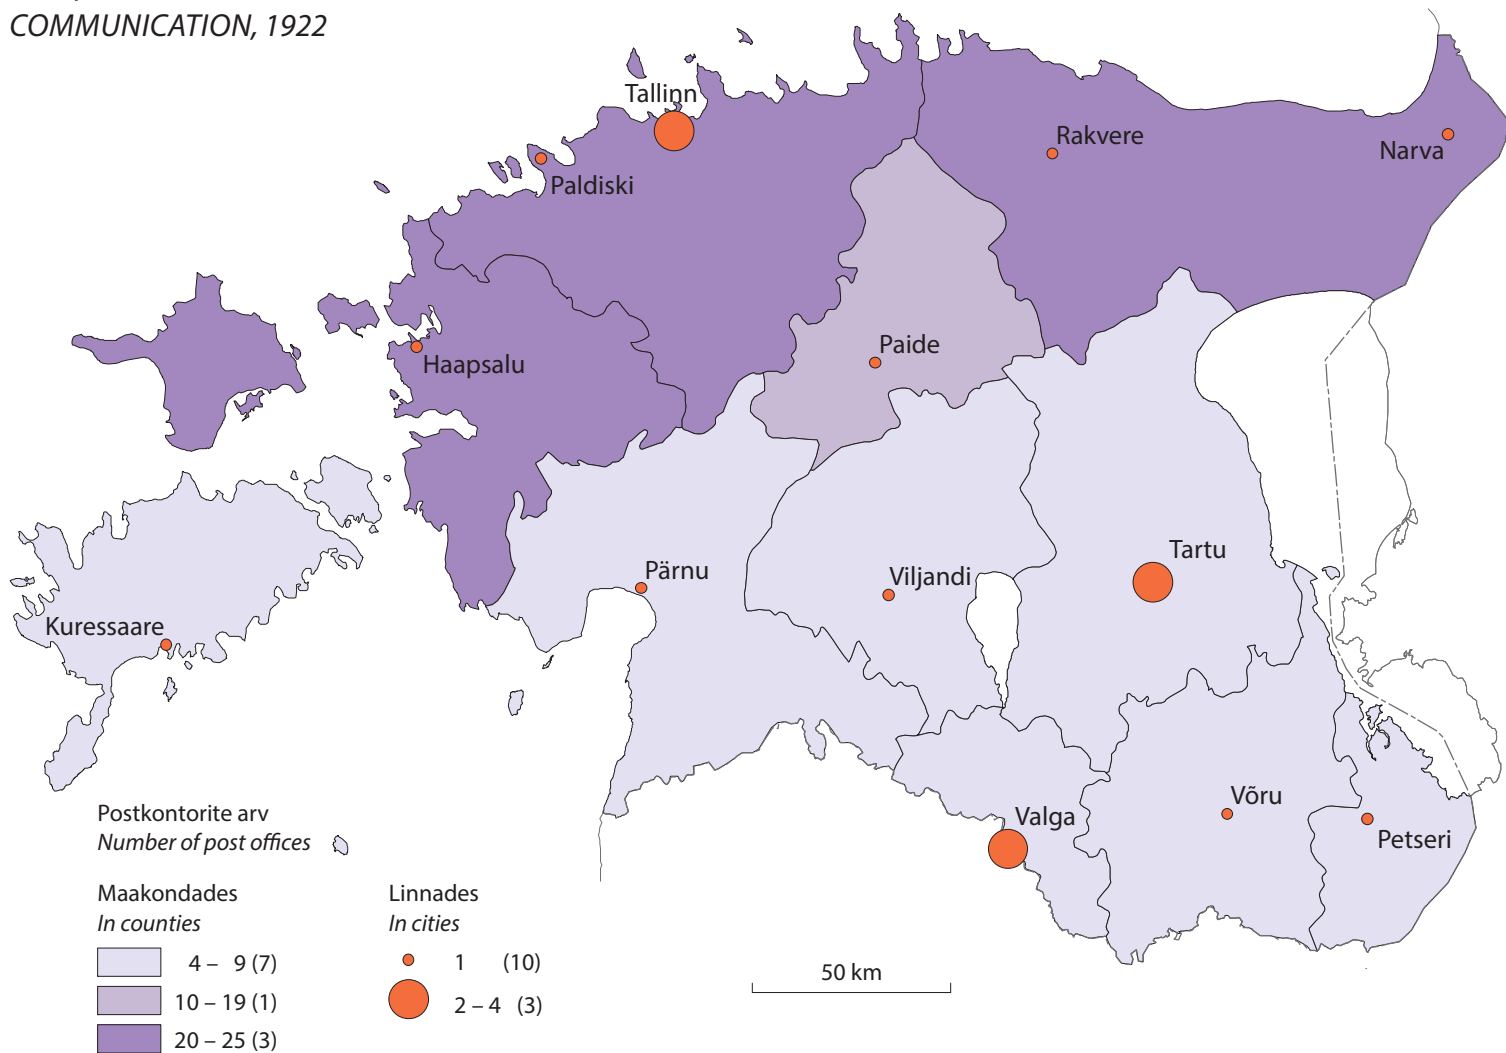 COMMUNICATION, 1922
Tallinn
Paldiski
Rakvere
Narva
Haapsalu
Paide
Kuressaare
Pärnu
Viljandi
Tartu
Valga
Võru
Petseri
Postkontorite arv
Number of post offices
Maakondades
In counties
4 – 9 (7)
10 – 19 (1)
20 – 25 (3)
Linnades
In cities
1 (10)
2 – 4 (3)
50 km